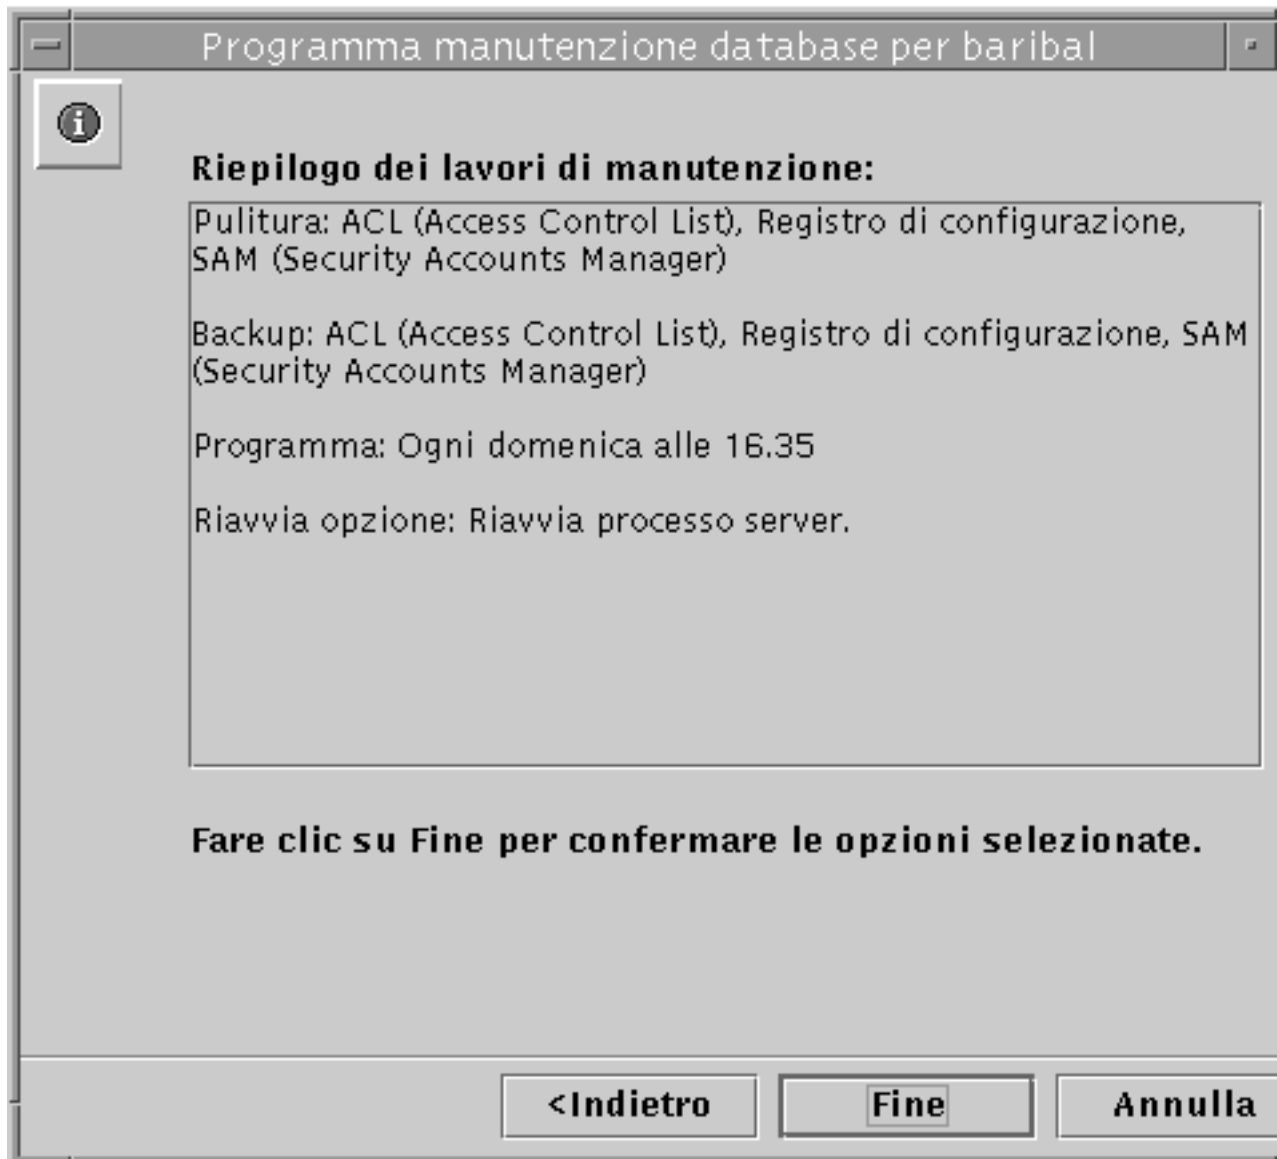 Programma manutenzione database per baribal
Riepilogo dei lavori di manutenzione:
Pulitura: ACL (Access Control List), Registro di configurazione,
SAM (Security Accounts Manager)
Backup: ACL (Access Control List), Registro di configurazione, SAM
(Security Accounts Manager)
Programma: Ogni domenica alle 16.35
Riavvia opzione: Riavvia processo server.
Fare clic su Fine per confermare le opzioni selezionate.
<Indietro
Fine
Annulla